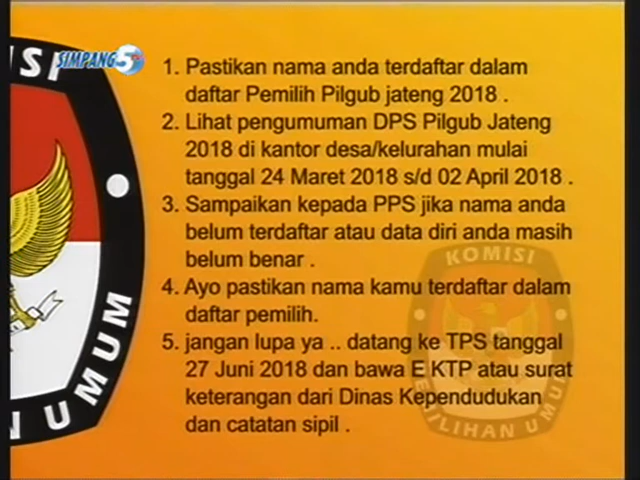 SIMPANG5
1. Pastikan nama anda terdaftar dalam
daftar Pemilih Pilgub jateng 2018 .
2. Lihat pengumuman DPS Pilgub Jateng
2018 di kantor desa/kelurahan mulai
tanggal 24 Maret 2018 s/d 02 April 2018 .
3. Sampaikan kepada PPS jika nama anda
belum terdaftar atau data diri anda masih
belum benar .
4. Ayo pastikan nama kamu terdaftar dalam
daftar pemilih.
5. jangan lupa ya .. datang ke TPS tanggal
27 Juni 2018 dan bawa E KTP atau surat
keterangan dari Dinas Kependudukan
dan catatan sipil .
KOMISI
UMUM